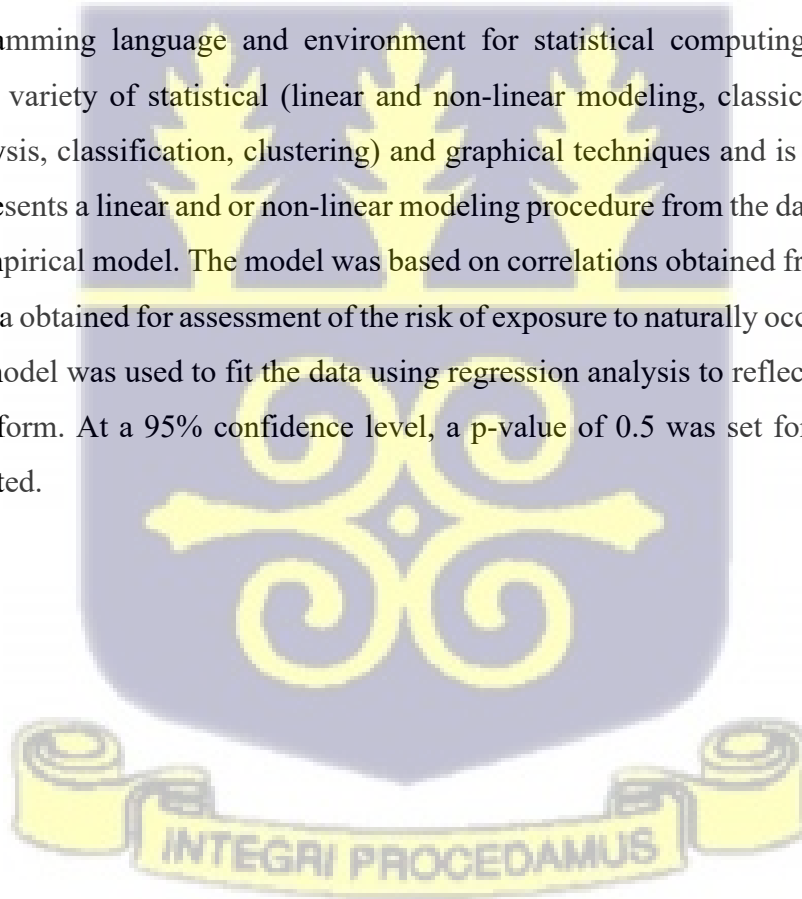 amming language and environment for statistical computing
variety of statistical (linear and non-linear modeling, classic
ysis, classification, clustering) and graphical techniques and is
esents a linear and or non-linear modeling procedure from the da
npirical model. The model was based on correlations obtained fr
a obtained for assessment of the risk of exposure to naturally occ
nodel was used to fit the data using regression analysis to reflec
form. At a 95% confidence level, a p-value of 0.5 was set for
ted.
INTEGRI PROCEDAMUS